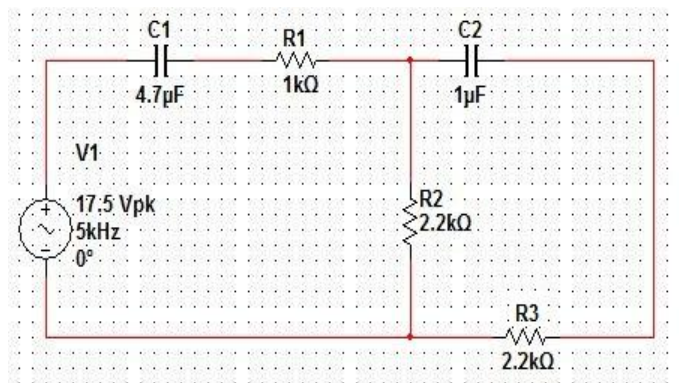 C1
4.7µF
R1
1kΩ
C2
1µF
V1
17.5 Vpk
5kHz
0°
R2
2.2kΩ
R3
2.2kΩ